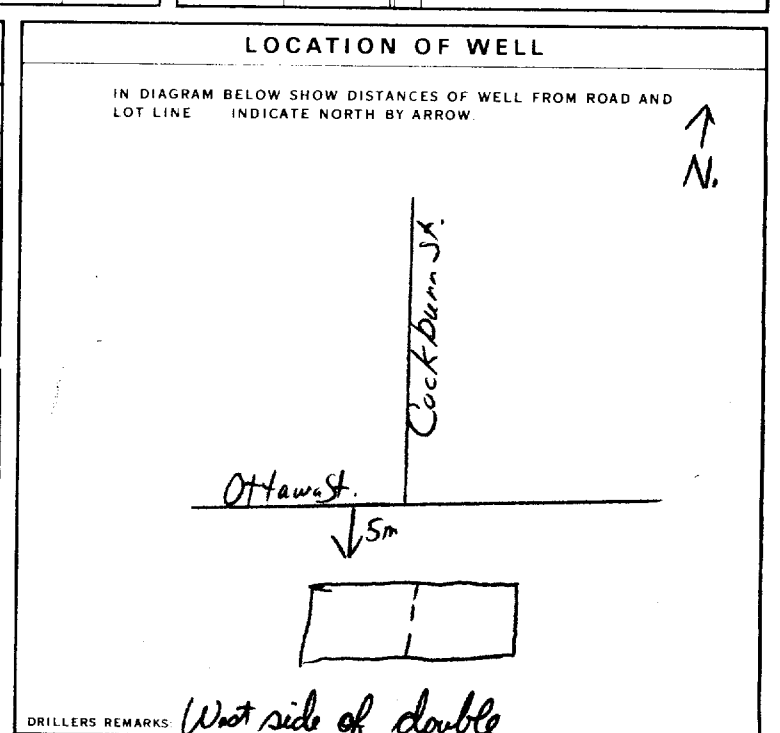 LOCATION OF WELL
IN DIAGRAM BELOW SHOW DISTANCES OF WELL FROM ROAD AND
LOT LINE INDICATE NORTH BY ARROW.
N.
Cockburn St.
Ottawa St.
5m
DRILLERS REMARKS: West side of double